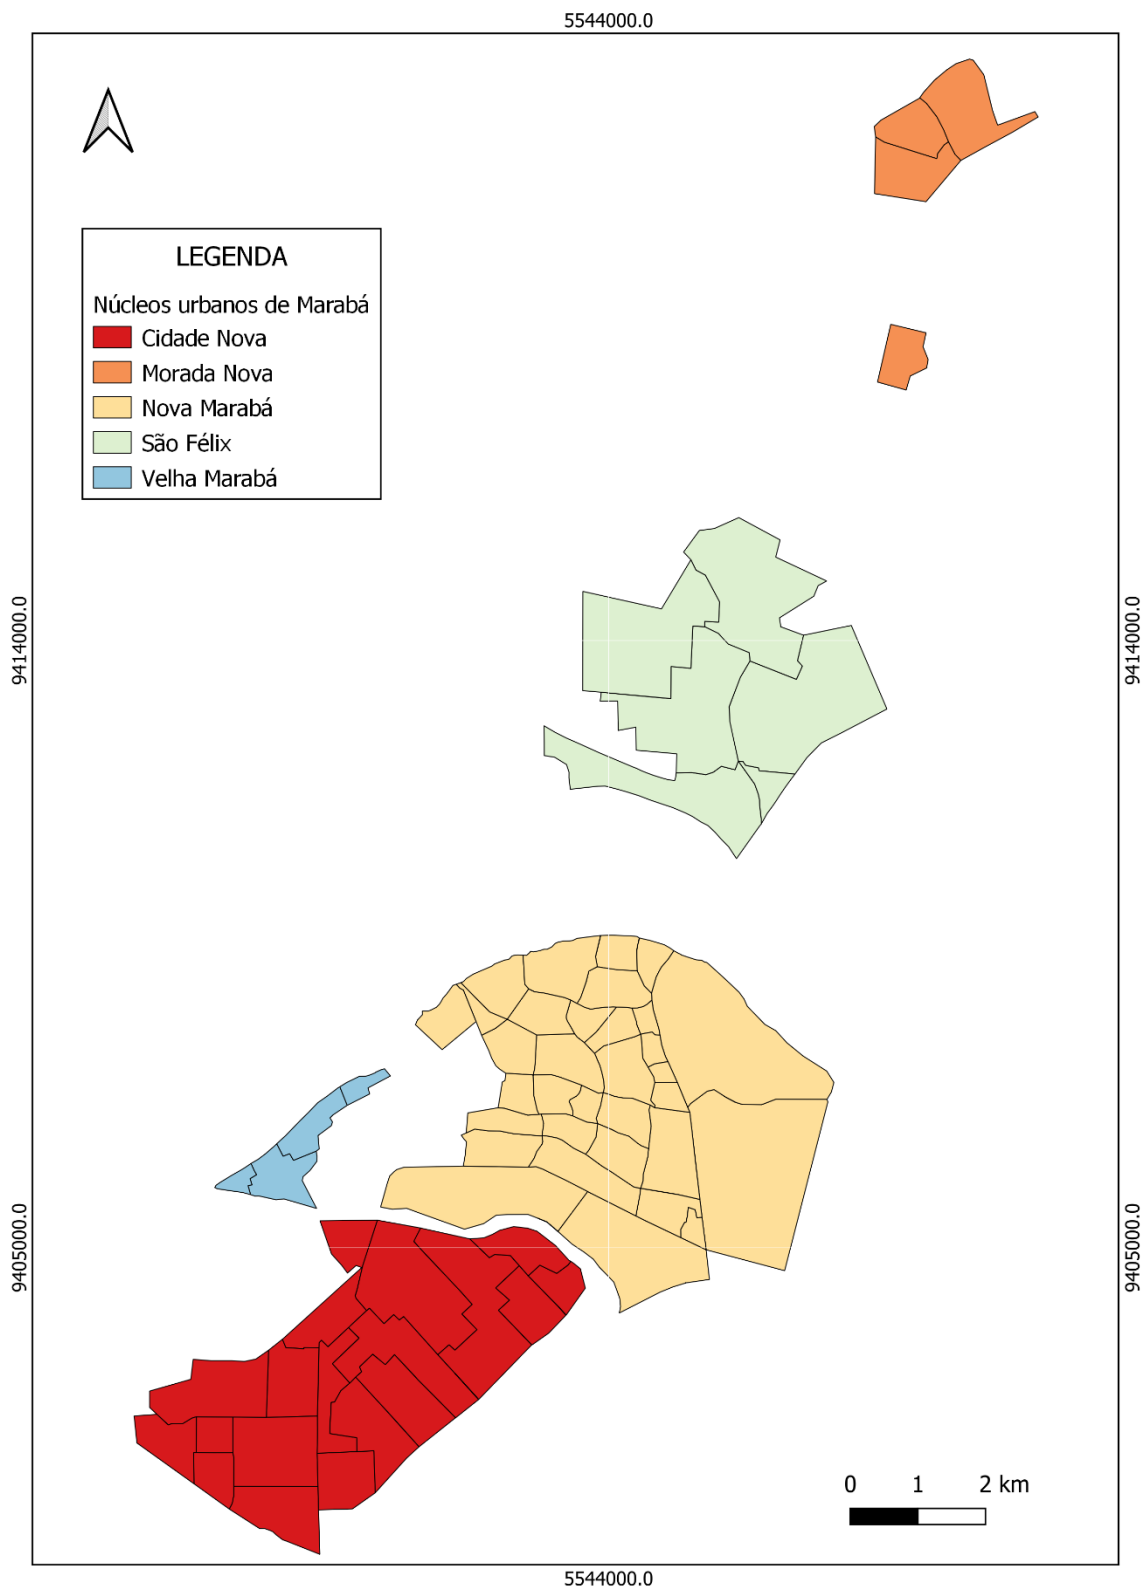 5544000.0
LEGENDA
Núcleos urbanos de Marabá
Cidade Nova
Morada Nova
Nova Marabá
São Félix
Velha Marabá
9414000.0
9414000.0
9405000.0
9405000.0
0 1 2 km
5544000.0